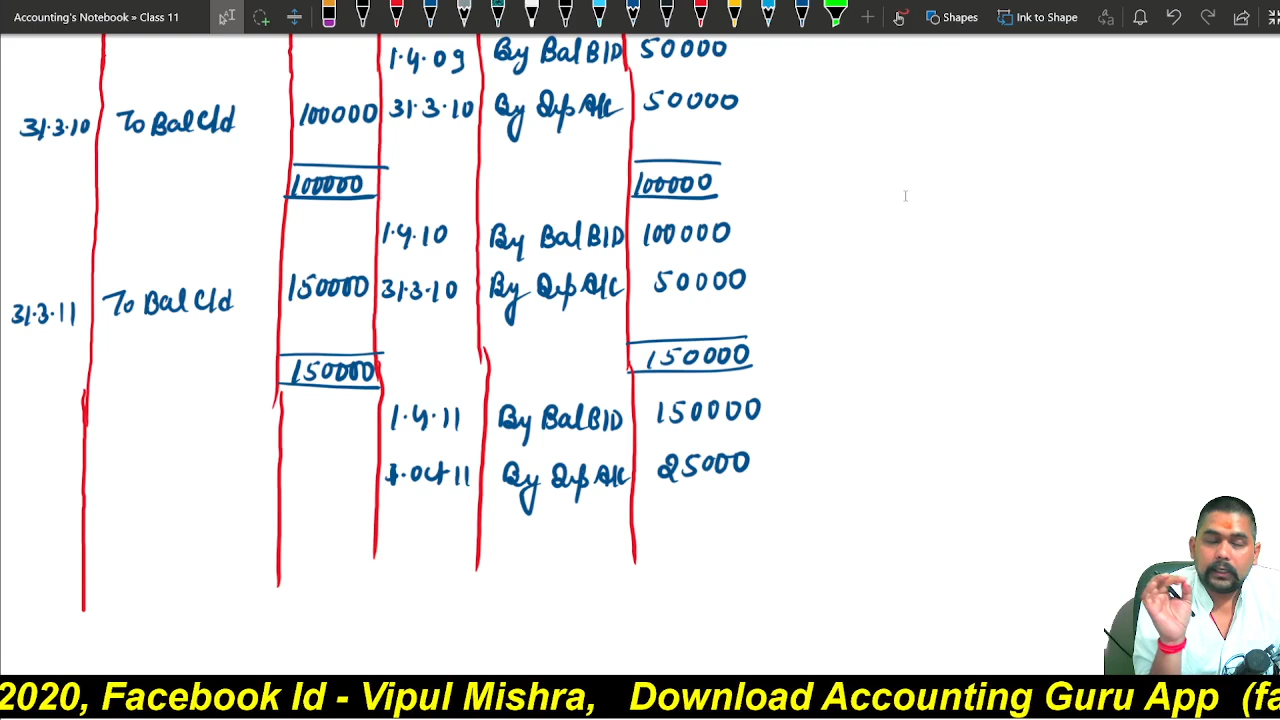 Accounting's Notebook » Class 11
Shapes
Ink to Shape
1.4.09 By Bal B/D 50000
31.3.10 To Bal C/d 100000 31.3.10 By Dep A/C 50000
100000 100000
1.4.10 By Bal B/D 100000
31.3.11 To Bal C/d 150000 31.3.10 By Dep A/C 50000
150000 150000
1.4.11 By Bal B/D 150000
1.Oct 11 By Dep A/C 25000
2020, Facebook Id - Vipul Mishra, Download Accounting Guru App (fa